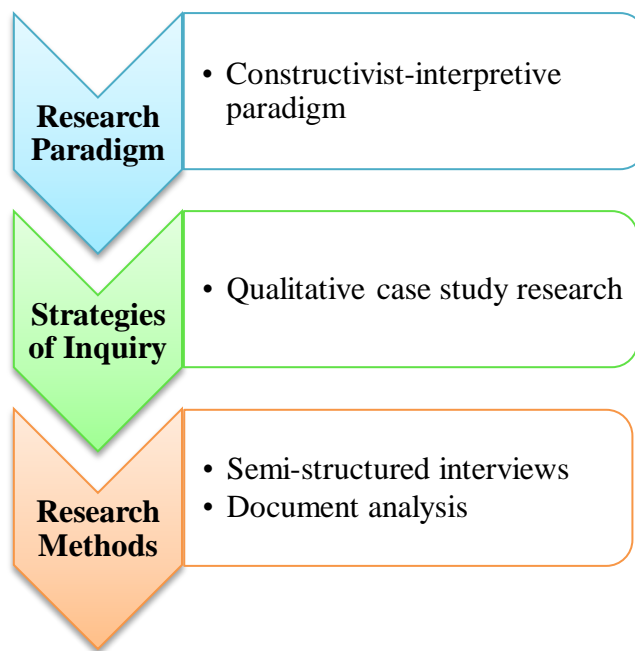 Research
Paradigm
• Constructivist-interpretive
paradigm
Strategies
of Inquiry
• Qualitative case study research
Research
Methods
• Semi-structured interviews
• Document analysis